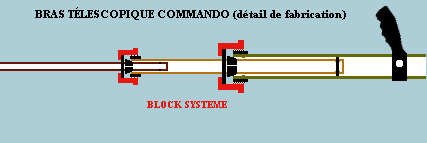 BRAS TÉLESCOPIQUE COMMANDO (détail de fabrication)
BLOCK SYSTEME